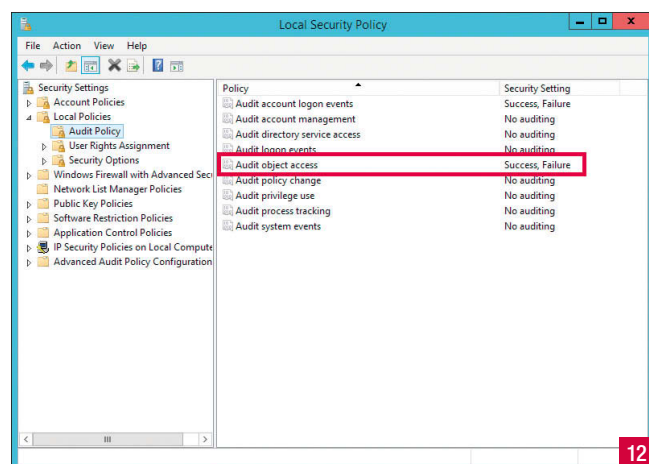 Local Security Policy
File Action View Help
Security Settings
Account Policies
Local Policies
Audit Policy
User Rights Assignment
Security Options
Windows Firewall with Advanced Secu
Network List Manager Policies
Public Key Policies
Software Restriction Policies
Application Control Policies
IP Security Policies on Local Compute
Advanced Audit Policy Configuration
Policy Security Setting
Audit account logon events Success, Failure
Audit account management No auditing
Audit directory service access No auditing
Audit logon events No auditing
Audit object access Success, Failure
Audit policy change No auditing
Audit privilege use No auditing
Audit process tracking No auditing
Audit system events No auditing
12